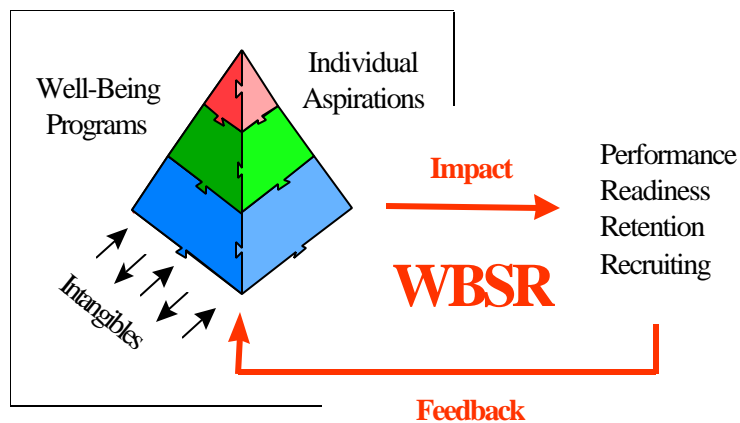 Well-Being
Programs
Individual
Aspirations
Impact
Performance
Readiness
Retention
Recruiting
WBSR
Intangibles
Feedback